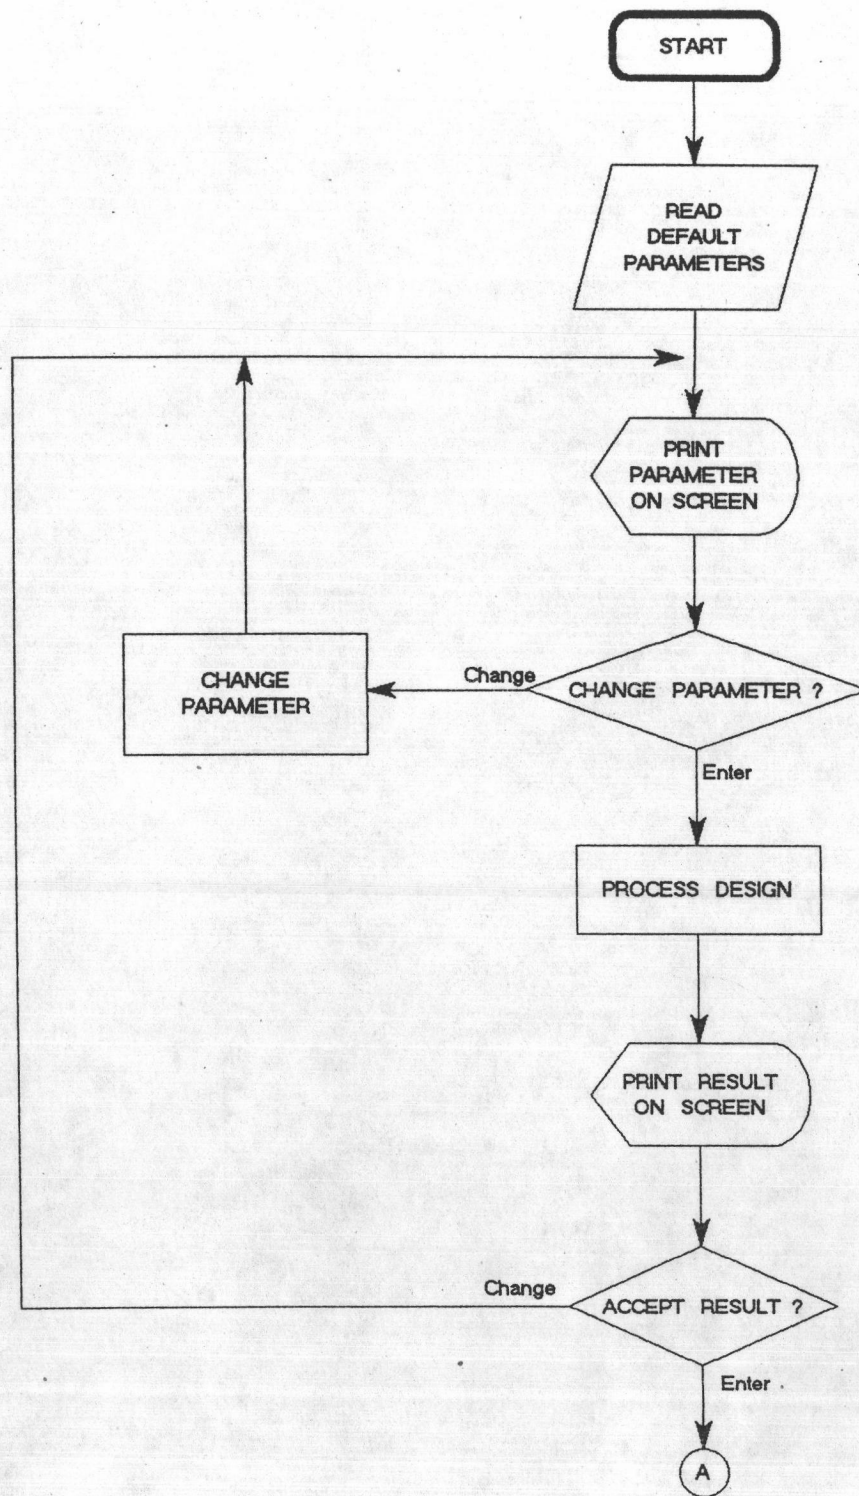 START
READ
DEFAULT
PARAMETERS
PRINT
PARAMETER
ON SCREEN
CHANGE
PARAMETER
Change
CHANGE PARAMETER ?
Enter
PROCESS DESIGN
PRINT RESULT
ON SCREEN
Change
ACCEPT RESULT ?
Enter
A